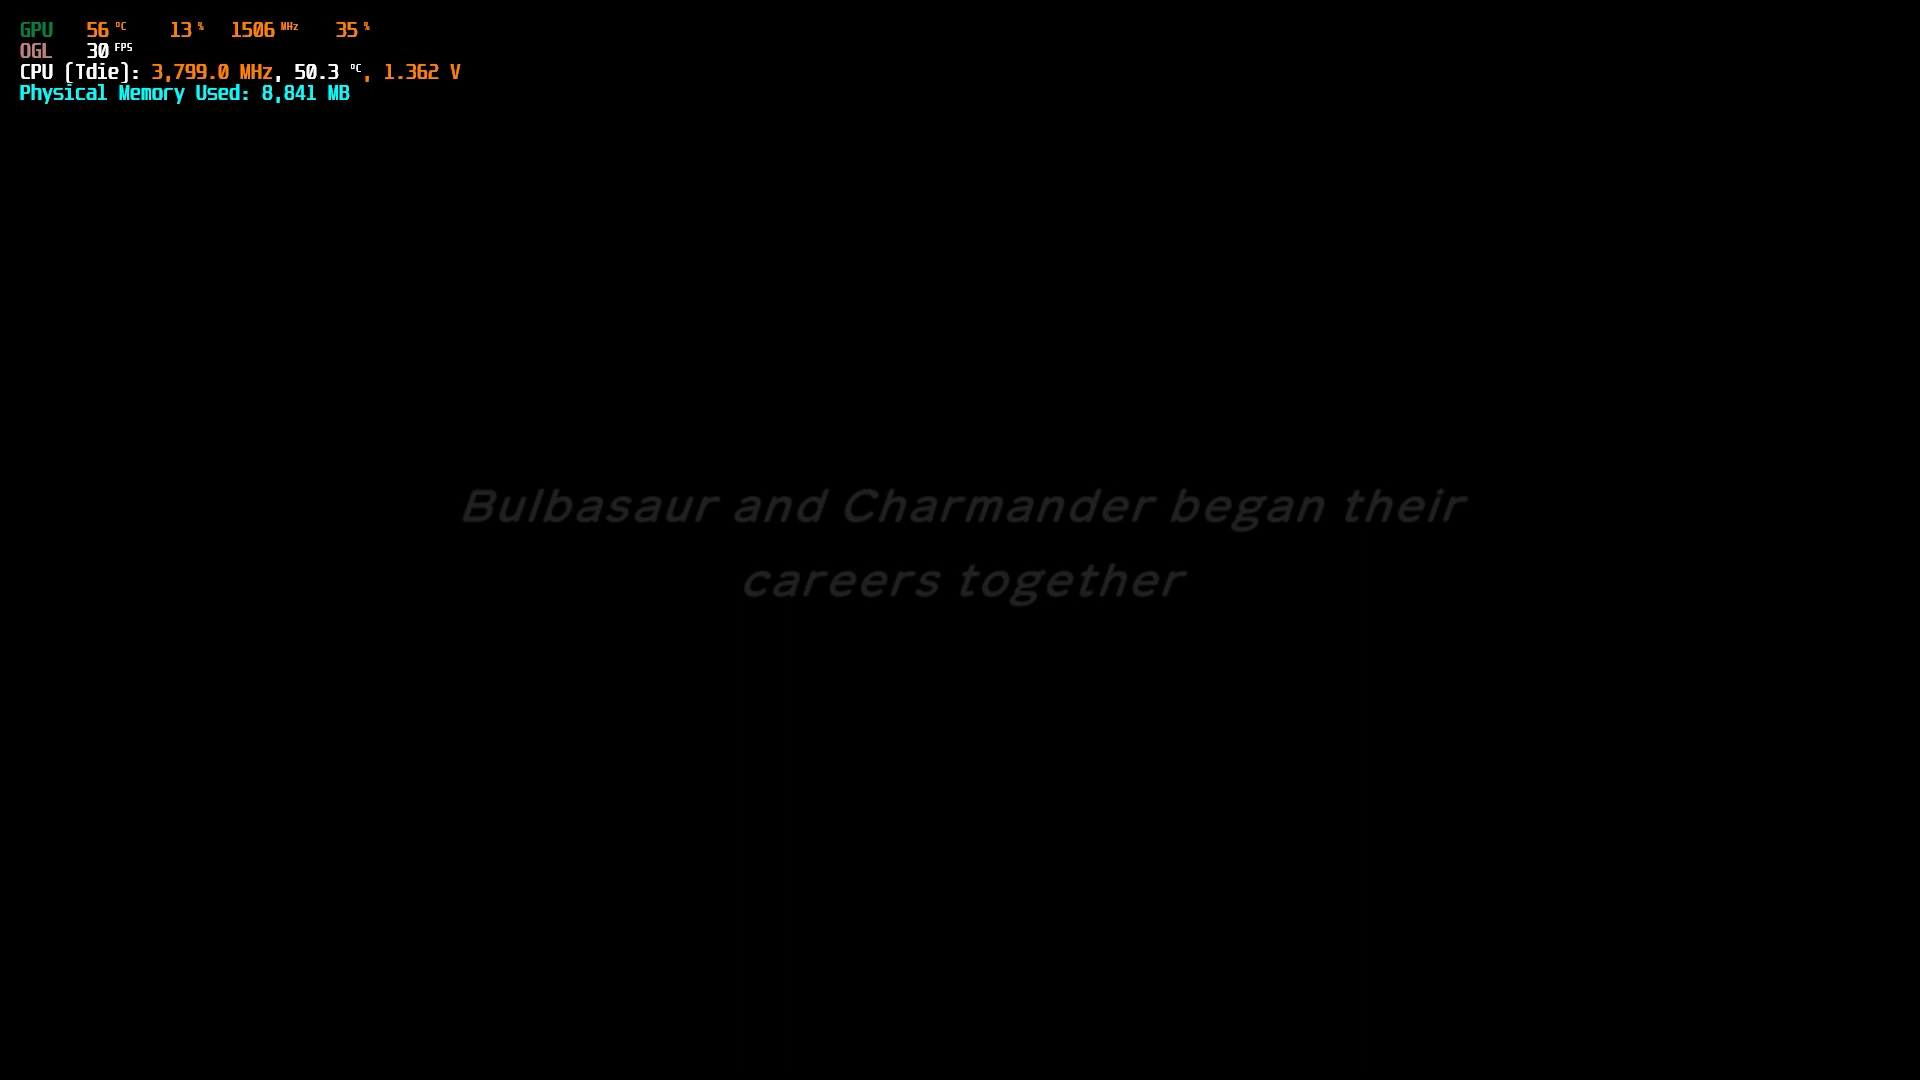 GPU 56 °C 13 % 1506 MHz 35 %
OGL 30 FPS
CPU [Tdie]: 3,799.0 MHz, 50.3 °C, 1.362 V
Physical Memory Used: 8,841 MB
Bulbasaur and Charmander began their
careers together